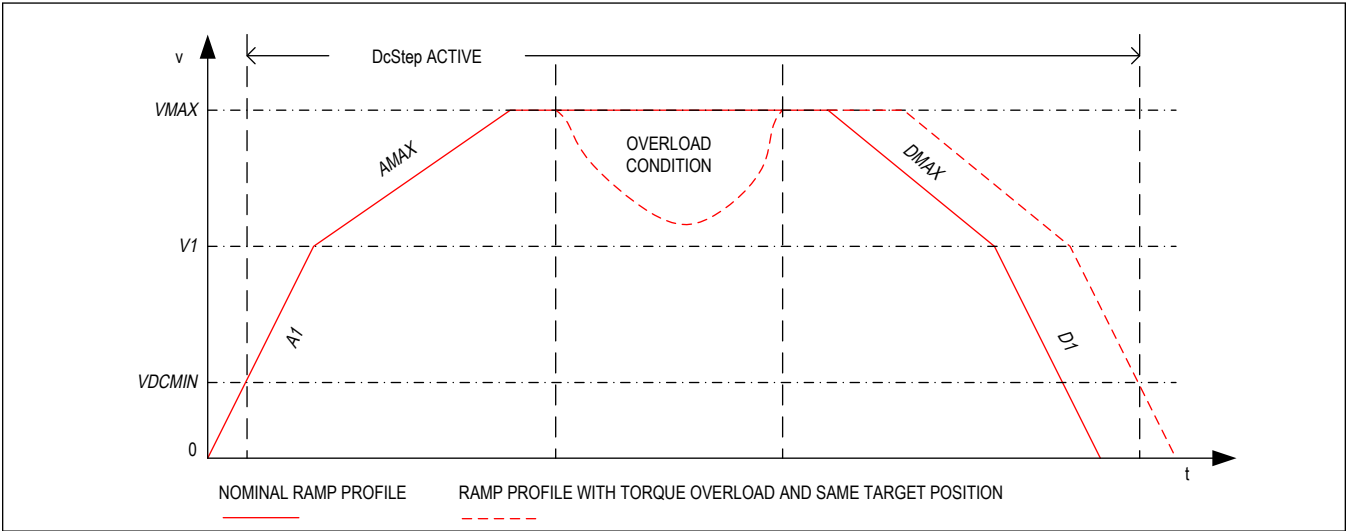 v
DcStep ACTIVE
VMAX
AMAX
OVERLOAD
CONDITION
DMAX
V1
A1
D1
VDCMIN
0
t
NOMINAL RAMP PROFILE
RAMP PROFILE WITH TORQUE OVERLOAD AND SAME TARGET POSITION